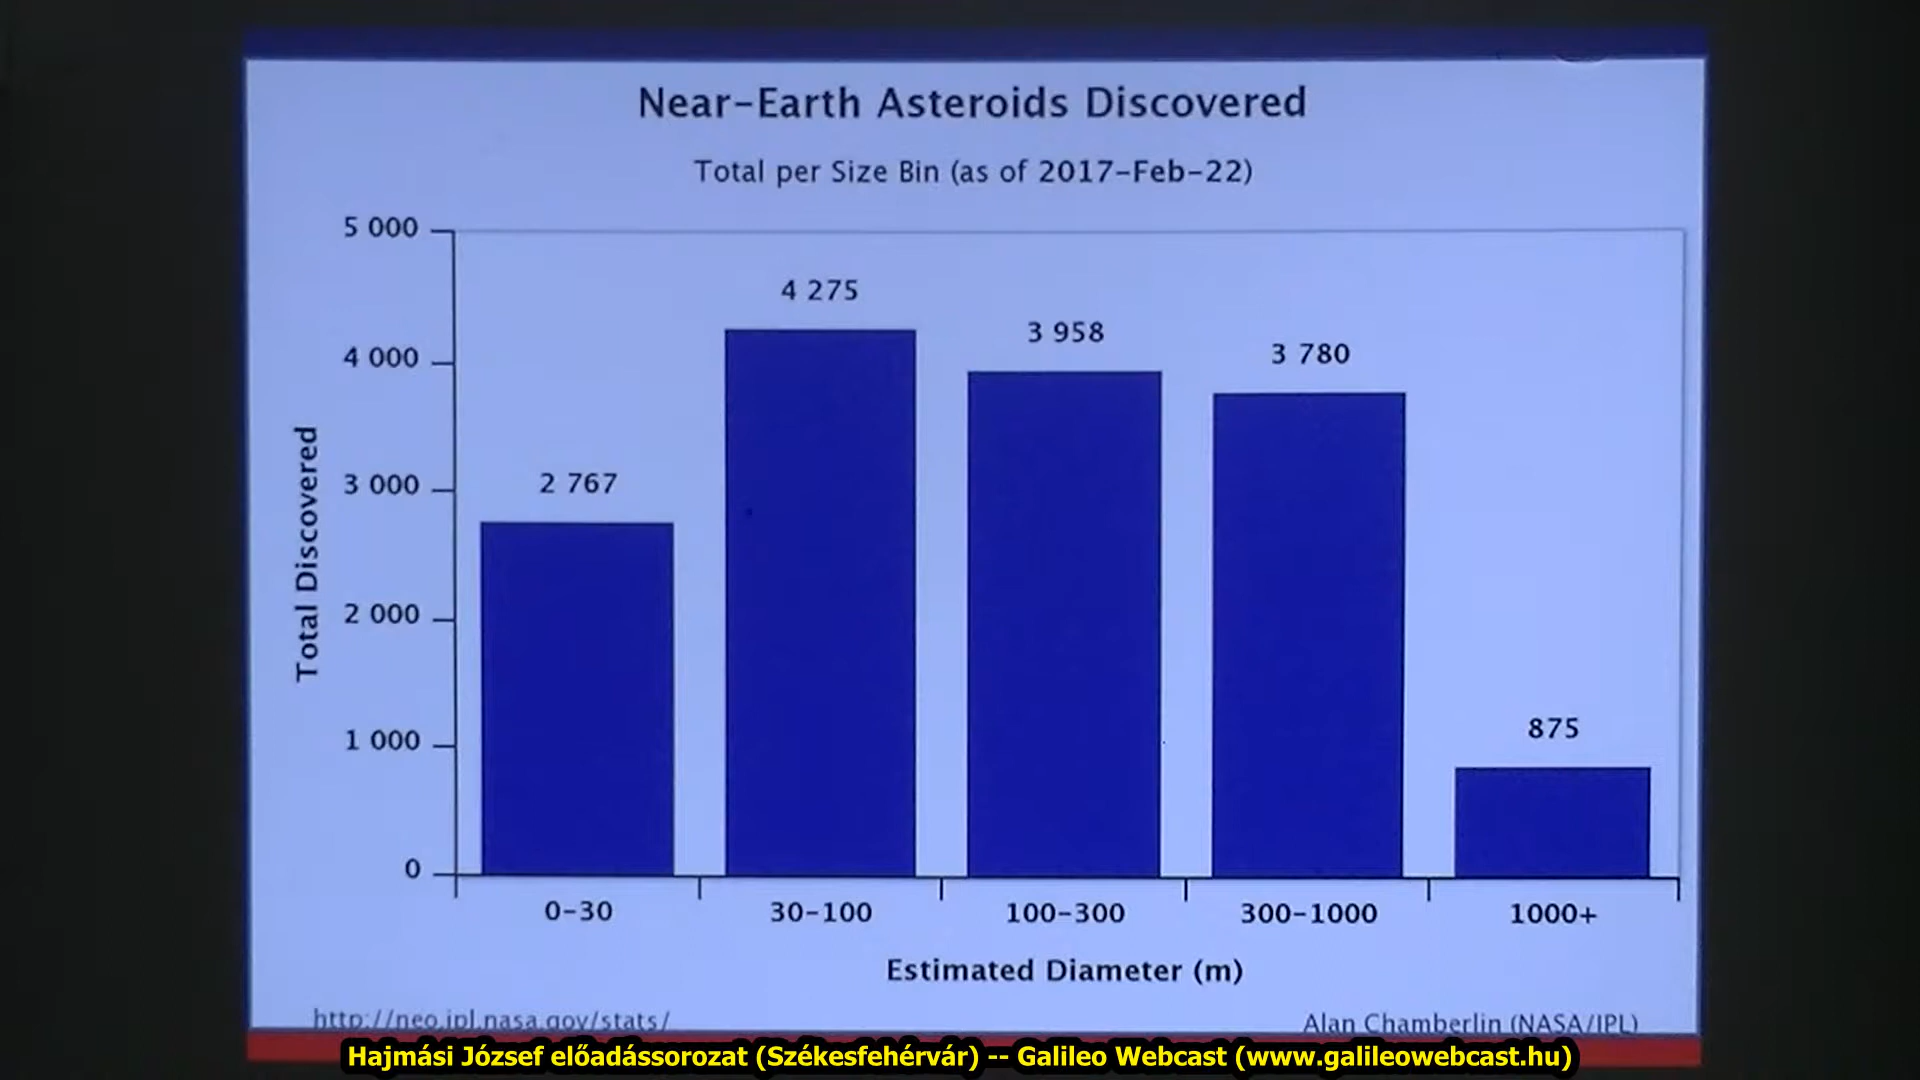 Near-Earth Asteroids Discovered
Total per Size Bin (as of 2017-Feb-22)
5 000
4 000
3 000
2 000
1 000
0
Total Discovered
2 767
4 275
3 958
3 780
875
0-30
30-100
100-300
300-1000
1000+
Estimated Diameter (m)
http://neo.jpl.nasa.gov/stats/
Alan Chamberlin (NASA/JPL)
Hajmási József előadássorozat (Székesfehérvár) -- Galileo Webcast (www.galileowebcast.hu)